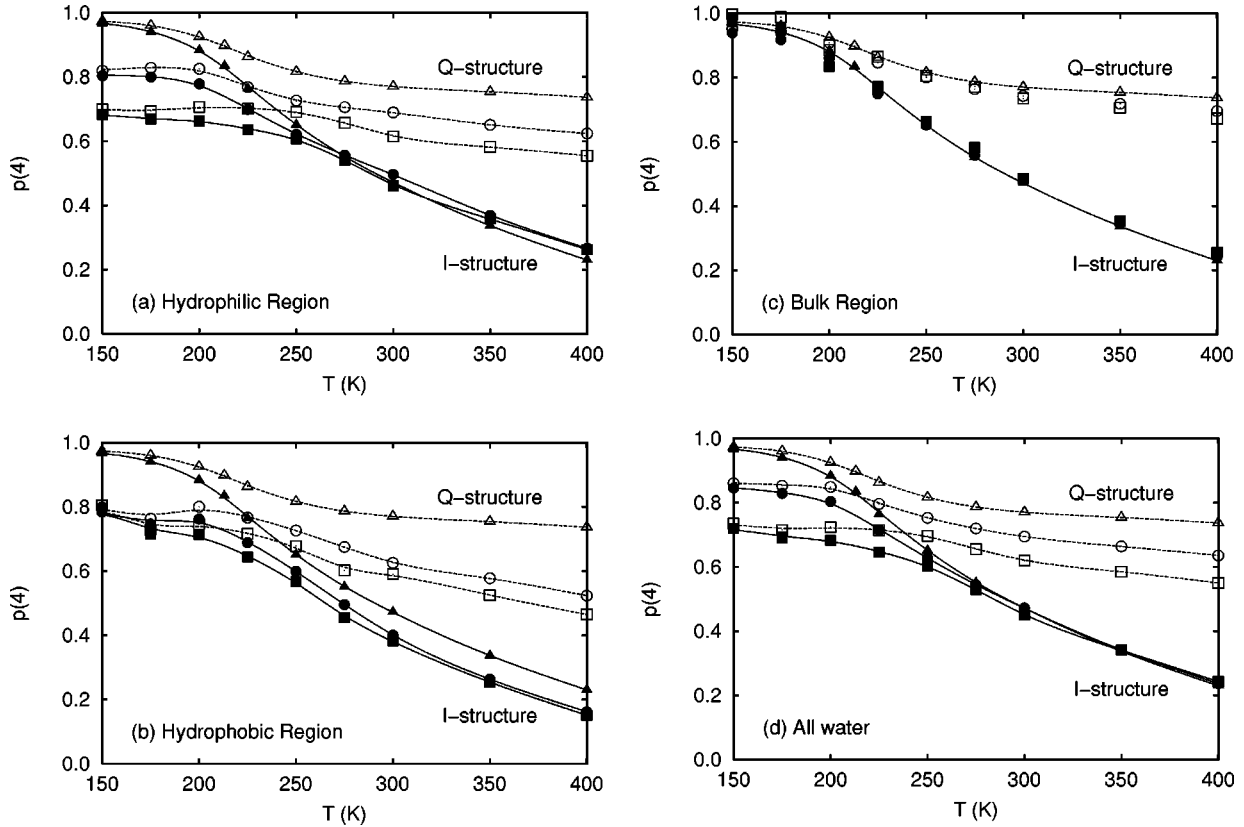 1.0
0.8
0.6
0.4
0.2
0.0
p(4)
Q−structure
I−structure
(a) Hydrophilic Region
150 200 250 300 350 400
T (K)
1.0
0.8
0.6
0.4
0.2
0.0
p(4)
Q−structure
I−structure
(b) Hydrophobic Region
150 200 250 300 350 400
T (K)
1.0
0.8
0.6
0.4
0.2
0.0
p(4)
Q−structure
I−structure
(c) Bulk Region
150 200 250 300 350 400
T (K)
1.0
0.8
0.6
0.4
0.2
0.0
p(4)
Q−structure
I−structure
(d) All water
150 200 250 300 350 400
T (K)